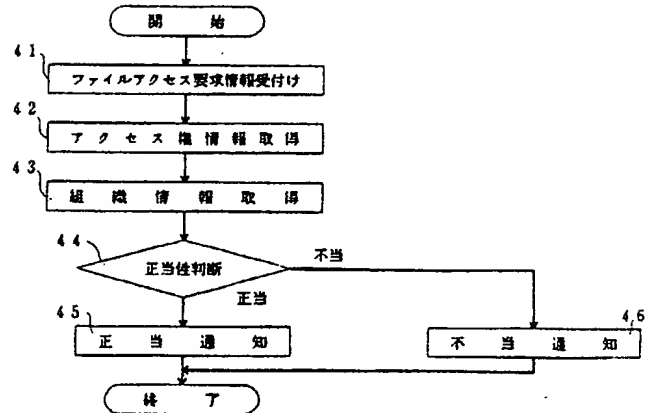 開 始
41
ファイルアクセス要求情報受付け
42
アクセス権情報取得
43
組織情報取得
44
正当性判断
不当
正当
45
正当通知
46
不当通知
終了